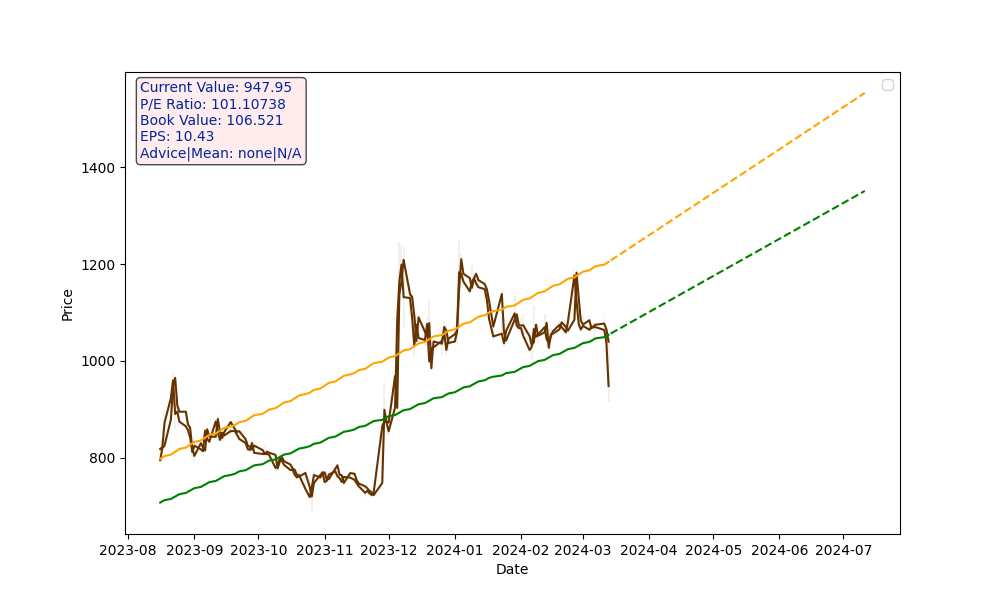 Current Value: 947.95
P/E Ratio: 101.10738
Book Value: 106.521
EPS: 10.43
Advice|Mean: none|N/A
Price
1400
1200
1000
800
2023-08 2023-09 2023-10 2023-11 2023-12 2024-01 2024-02 2024-03 2024-04 2024-05 2024-06 2024-07
Date